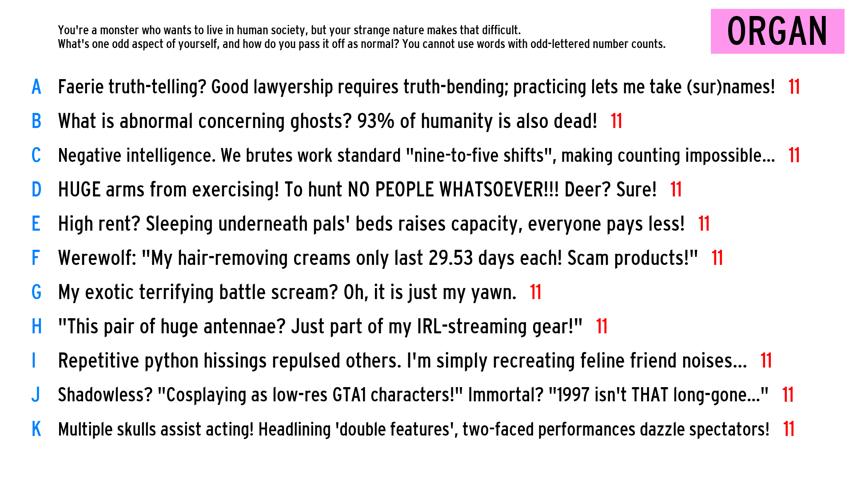 You're a monster who wants to live in human society, but your strange nature makes that difficult.
What's one odd aspect of yourself, and how do you pass it off as normal? You cannot use words with odd-lettered number counts.
ORGAN
A Faerie truth-telling? Good lawyership requires truth-bending; practicing lets me take (sur)names! 11
B What is abnormal concerning ghosts? 93% of humanity is also dead! 11
C Negative intelligence. We brutes work standard "nine-to-five shifts", making counting impossible... 11
D HUGE arms from exercising! To hunt NO PEOPLE WHATSOEVER!!! Deer? Sure! 11
E High rent? Sleeping underneath pals' beds raises capacity, everyone pays less! 11
F Werewolf: "My hair-removing creams only last 29.53 days each! Scam products!" 11
G My exotic terrifying battle scream? Oh, it is just my yawn. 11
H "This pair of huge antennae? Just part of my IRL-streaming gear!" 11
I Repetitive python hissings repulsed others. I'm simply recreating feline friend noises... 11
J Shadowless? "Cosplaying as low-res GTA1 characters!" Immortal? "1997 isn't THAT long-gone..." 11
K Multiple skulls assist acting! Headlining 'double features', two-faced performances dazzle spectators! 11